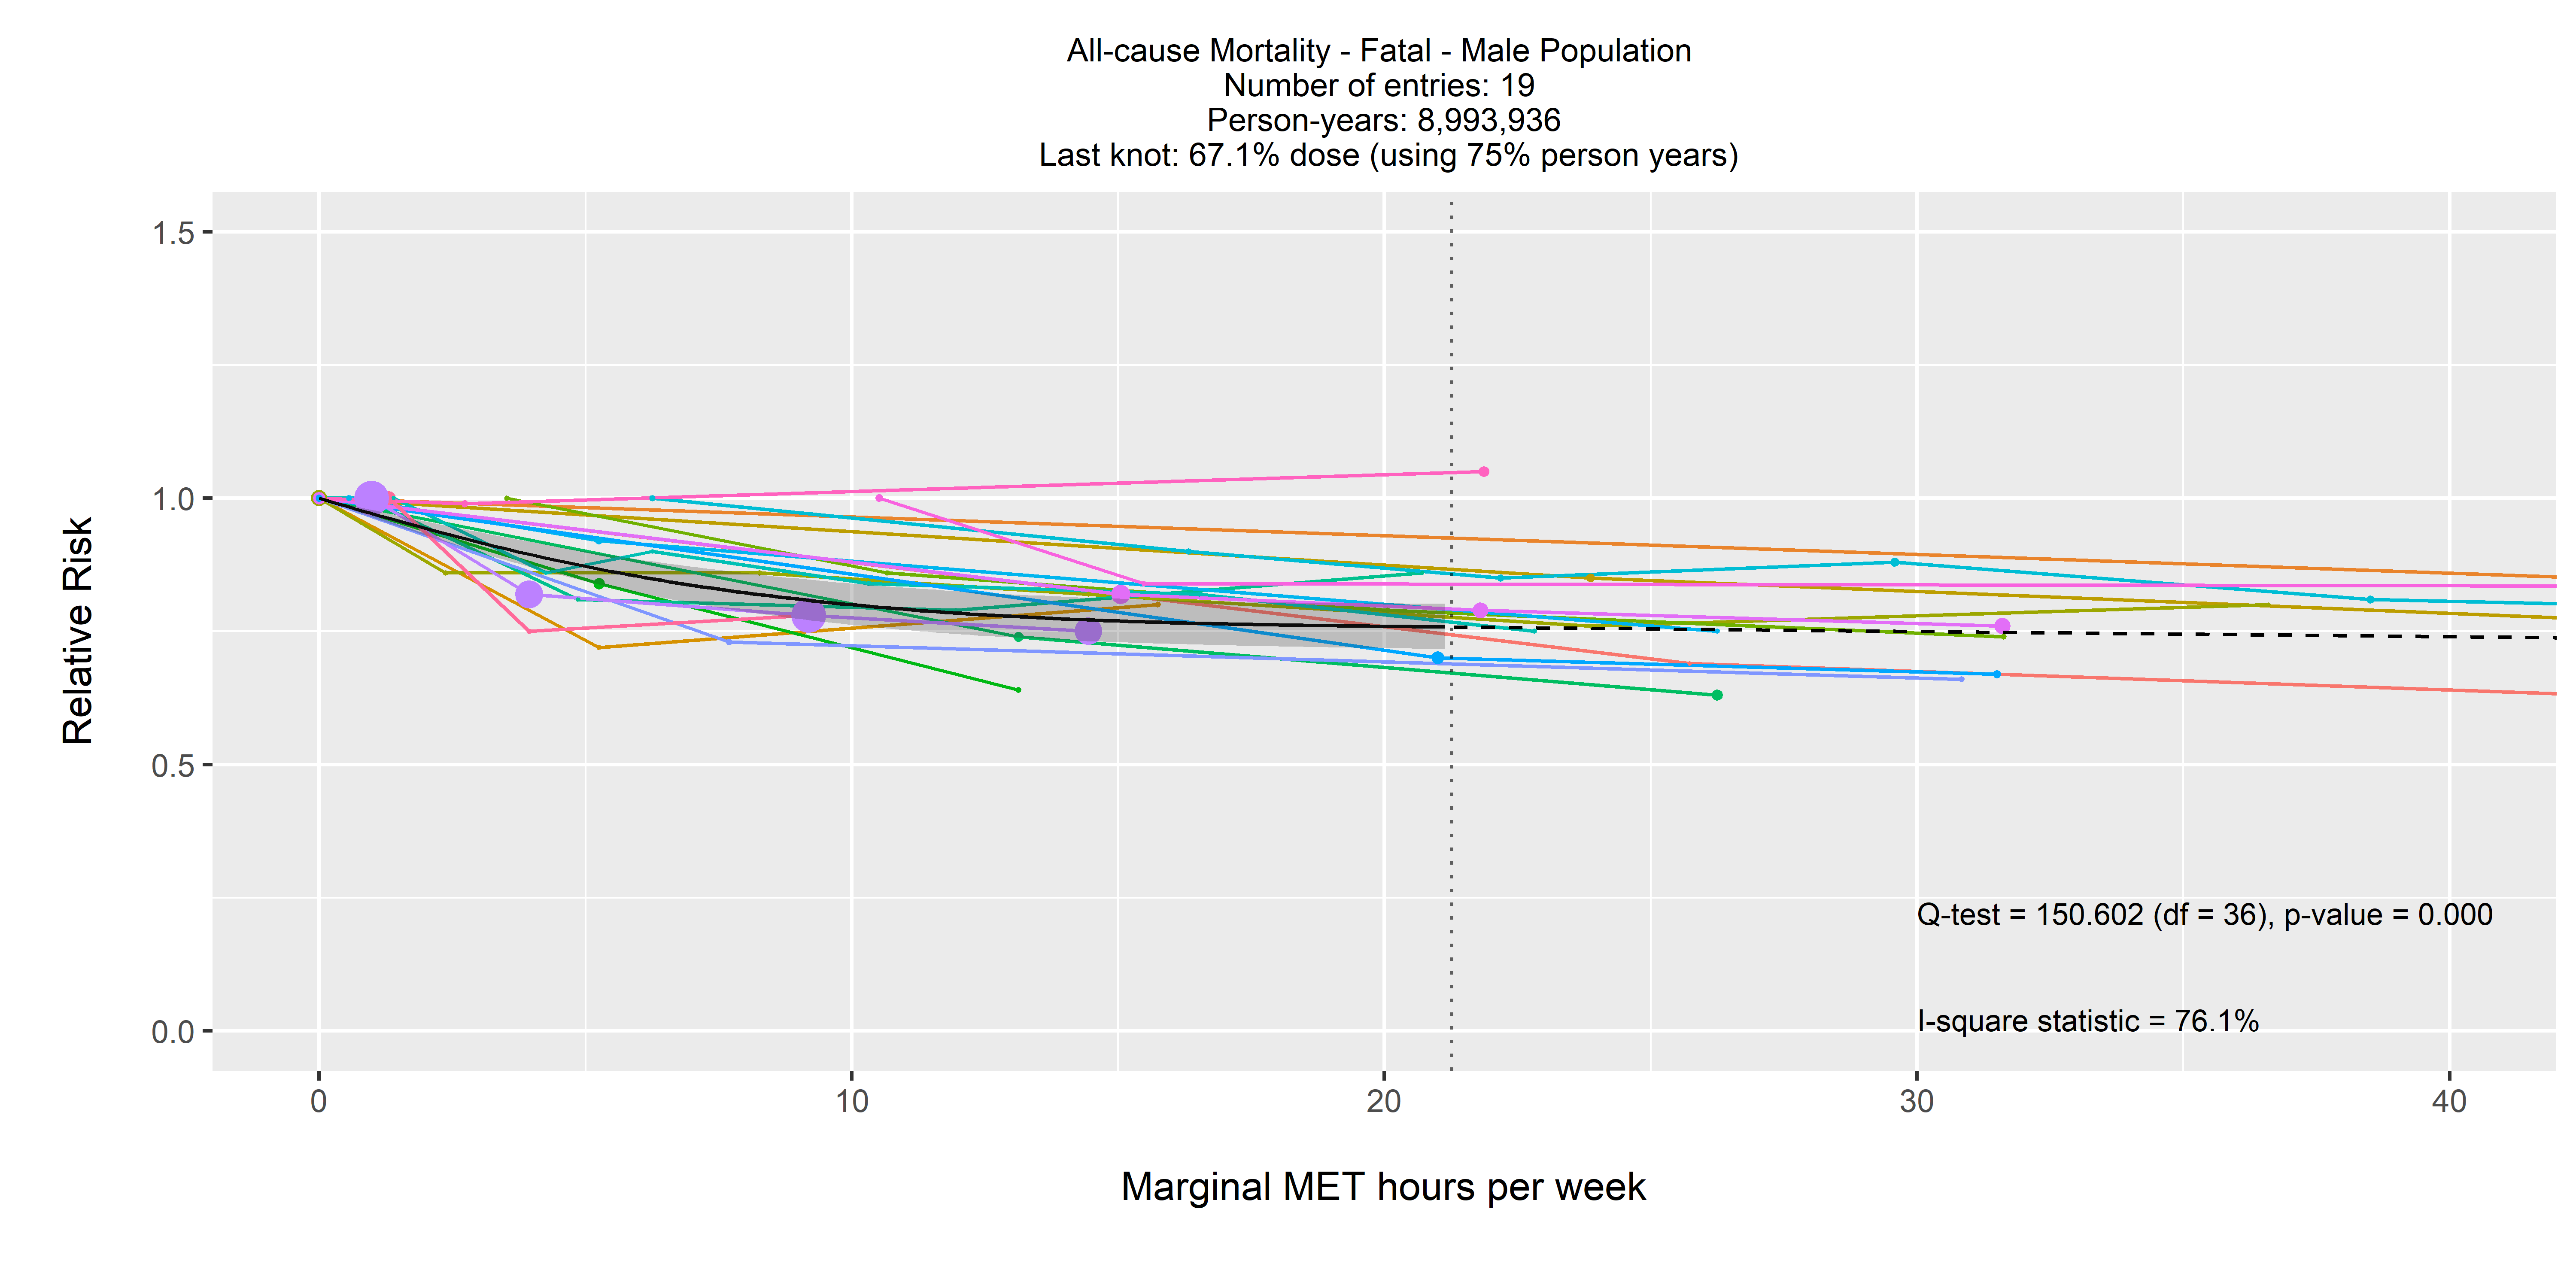 All-cause Mortality - Fatal - Male Population
Number of entries: 19
Person-years: 8,993,936
Last knot: 67.1% dose (using 75% person years)
1.5
1.0
0.5
0.0
Relative Risk
Q-test = 150.602 (df = 36), p-value = 0.000
I-square statistic = 76.1%
0 10 20 30 40
Marginal MET hours per week